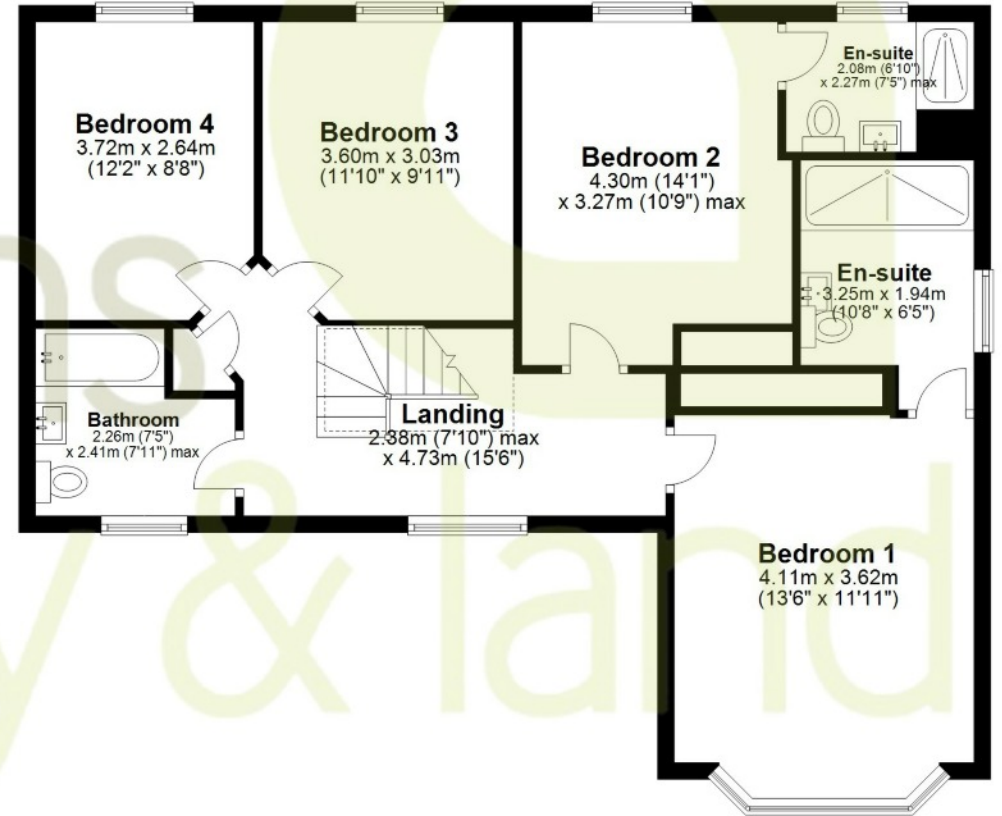 Bedroom 4
3.72m x 2.64m
(12'2" x 8'8")
Bedroom 3
3.60m x 3.03m
(11'10" x 9'11")
Bedroom 2
4.30m (14'1")
x 3.27m (10'9") max
En-suite
2.08m (6'10")
x 2.27m (7'5") max
En-suite
3.25m x 1.94m
(10'8" x 6'5")
Bathroom
2.26m (7'5")
x 2.41m (7'11") max
Landing
2.38m (7'10") max
x 4.73m (15'6")
Bedroom 1
4.11m x 3.62m
(13'6" x 11'11")
ns
y & land